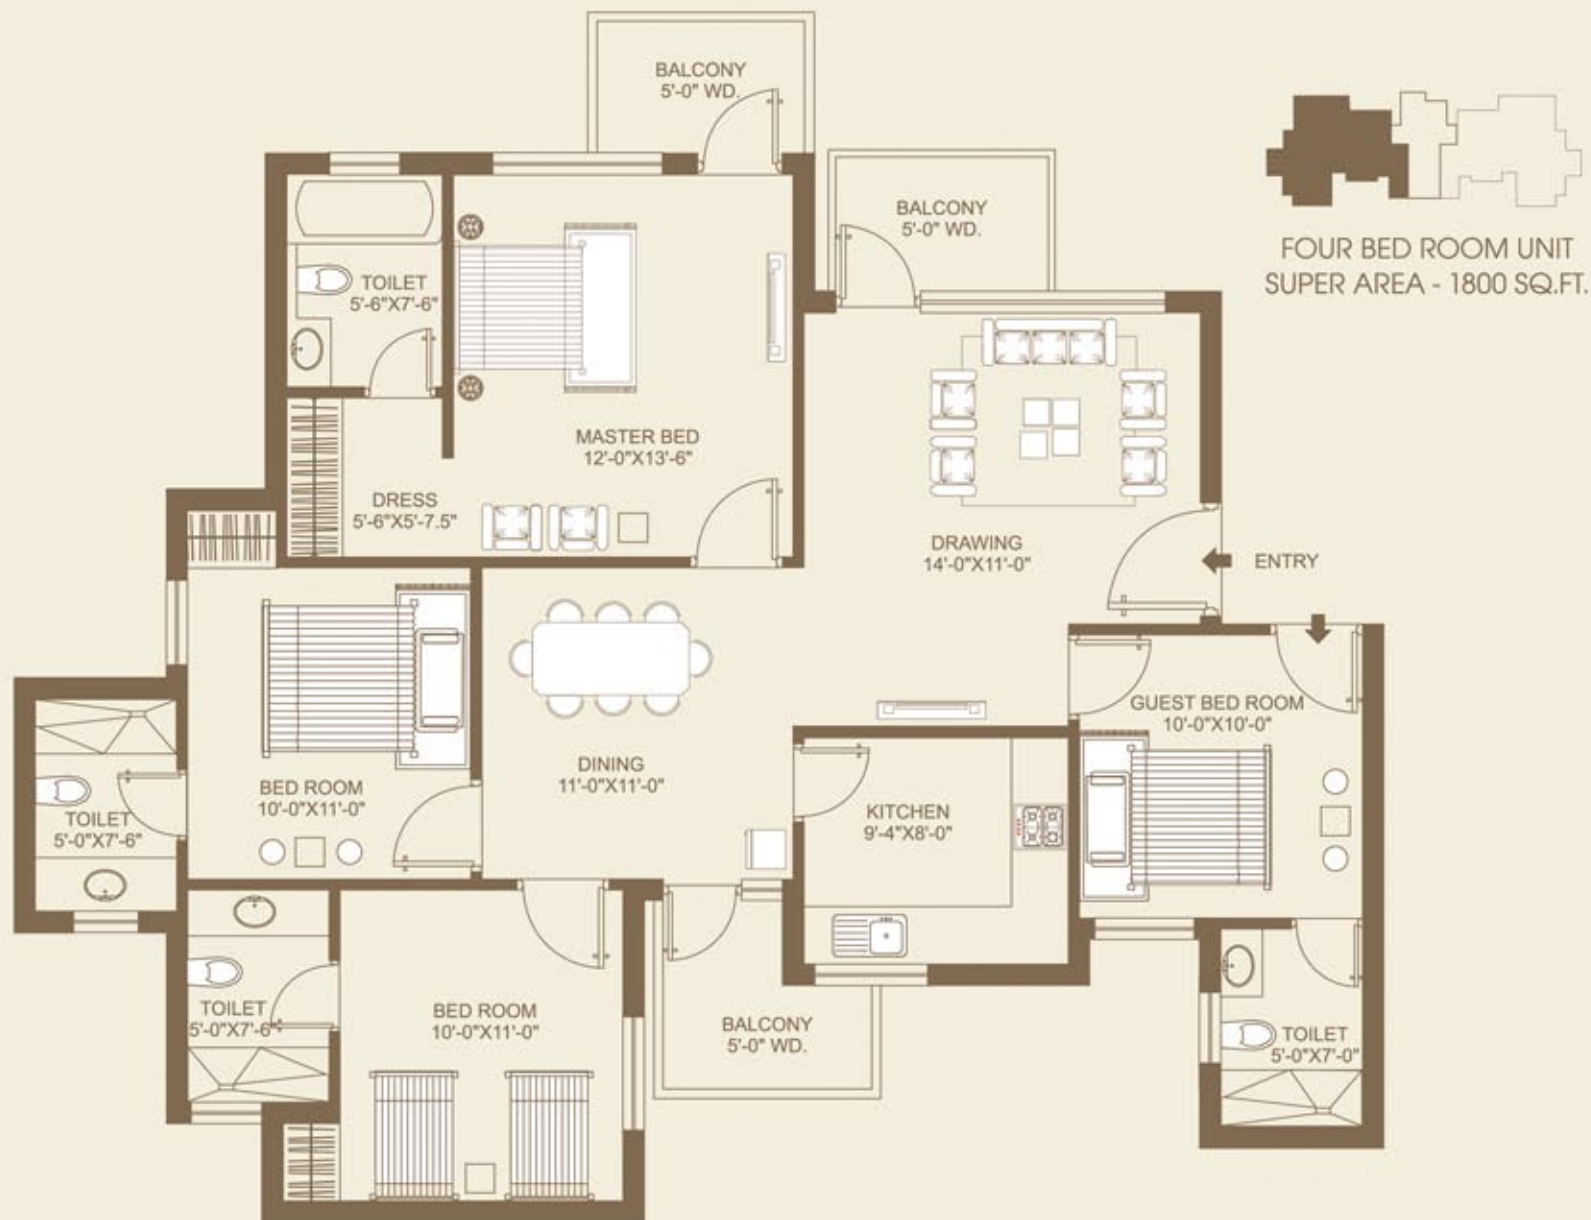 BALCONY
5'-0" WD.
BALCONY
5'-0" WD.
FOUR BED ROOM UNIT
SUPER AREA - 1800 SQ.FT.
TOILET
5'-6"X7'-6"
MASTER BED
12'-0"X13'-6"
DRESS
5'-6"X5'-7.5"
DRAWING
14'-0"X11'-0"
ENTRY
GUEST BED ROOM
10'-0"X10'-0"
DINING
11'-0"X11'-0"
BED ROOM
10'-0"X11'-0"
TOILET
5'-0"X7'-6"
KITCHEN
9'-4"X8'-0"
TOILET
5'-0"X7'-6"
BED ROOM
10'-0"X11'-0"
BALCONY
5'-0" WD.
TOILET
5'-0"X7'-0"